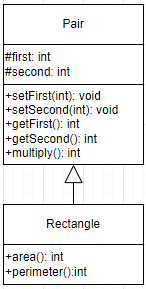 Pair
#first: int
#second: int
+setFirst(int): void
+setSecond(int): void
+getFirst(): int
+getSecond(): int
+multiply(): int
Rectangle
+area(): int
+perimeter():int